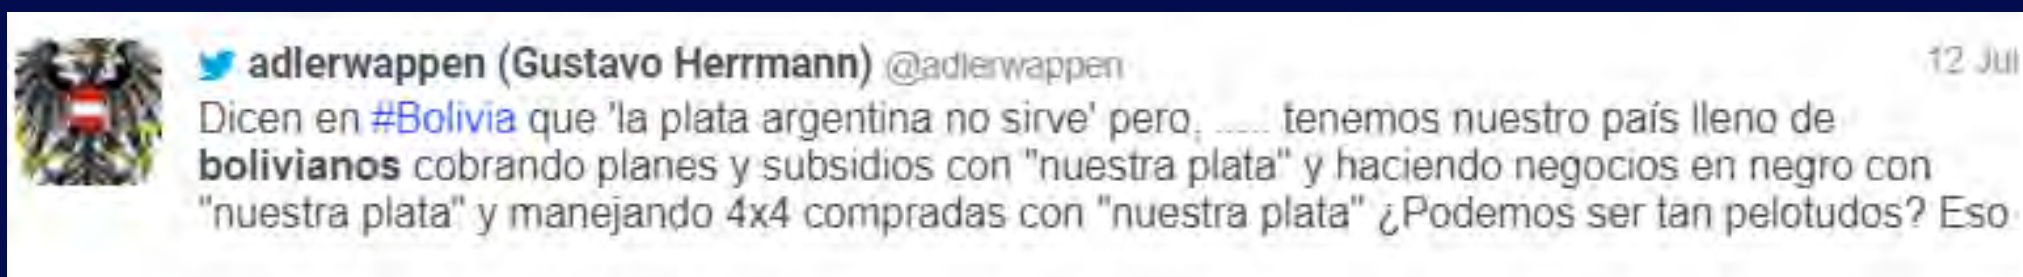 adlerwappen (Gustavo Herrmann) @adlerwappen 12 Jul
Dicen en #Bolivia que 'la plata argentina no sirve' pero, ..... tenemos nuestro país lleno de
bolivianos cobrando planes y subsidios con "nuestra plata" y haciendo negocios en negro con
"nuestra plata" y manejando 4x4 compradas con "nuestra plata" ¿Podemos ser tan pelotudos? Eso